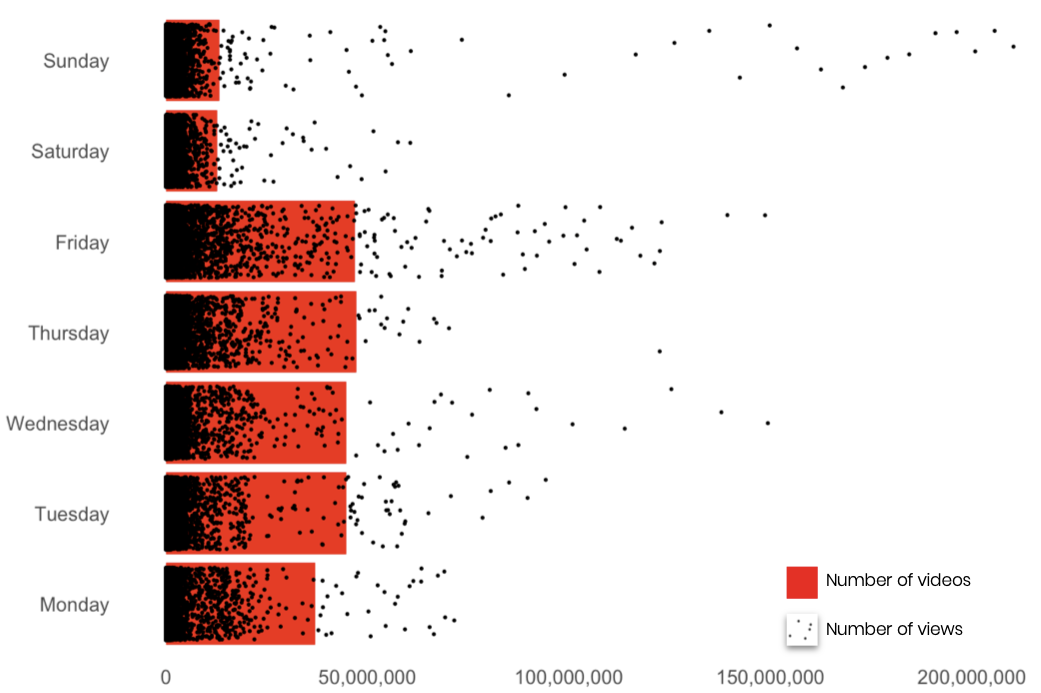 Sunday
Saturday
Friday
Thursday
Wednesday
Tuesday
Monday
Number of videos
Number of views
0 50,000,000 100,000,000 150,000,000 200,000,000